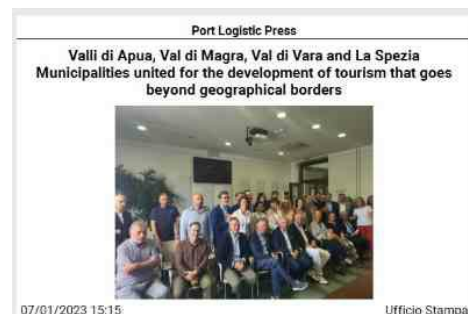 Port Logistic Press
Valli di Apua, Val di Magra, Val di Vara and La Spezia
Municipalities united for the development of tourism that goes
beyond geographical borders
07/01/2023 15:15
Ufficio Stampa